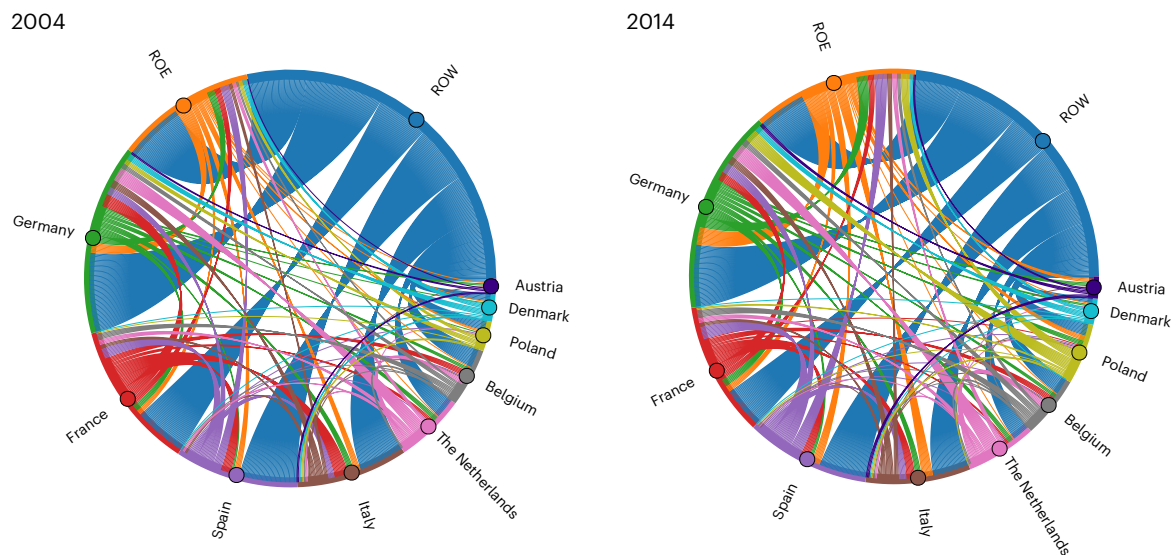 2004
ROE
ROW
Germany
Austria
Denmark
Poland
Belgium
The Netherlands
Italy
Spain
France
2014
ROE
ROW
Germany
Austria
Denmark
Poland
Belgium
The Netherlands
Italy
Spain
France